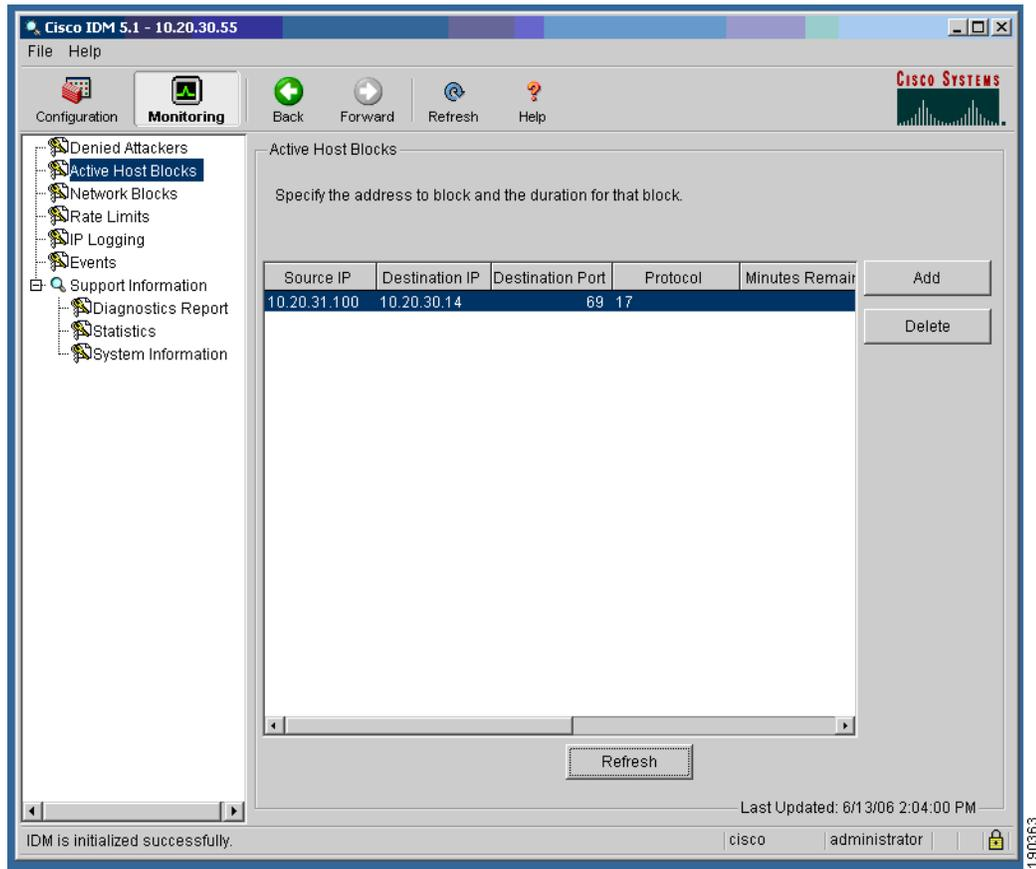 Cisco IDM 5.1 - 10.20.30.55
File Help
Configuration Monitoring Back Forward Refresh Help
CISCO SYSTEMS
Denied Attackers
Active Host Blocks
Network Blocks
Rate Limits
IP Logging
Events
Support Information
Diagnostics Report
Statistics
System Information
Active Host Blocks
Specify the address to block and the duration for that block.
Source IP Destination IP Destination Port Protocol Minutes Remair
10.20.31.100 10.20.30.14 69 17
Add
Delete
Refresh
Last Updated: 6/13/06 2:04:00 PM
IDM is initialized successfully. cisco administrator
190363